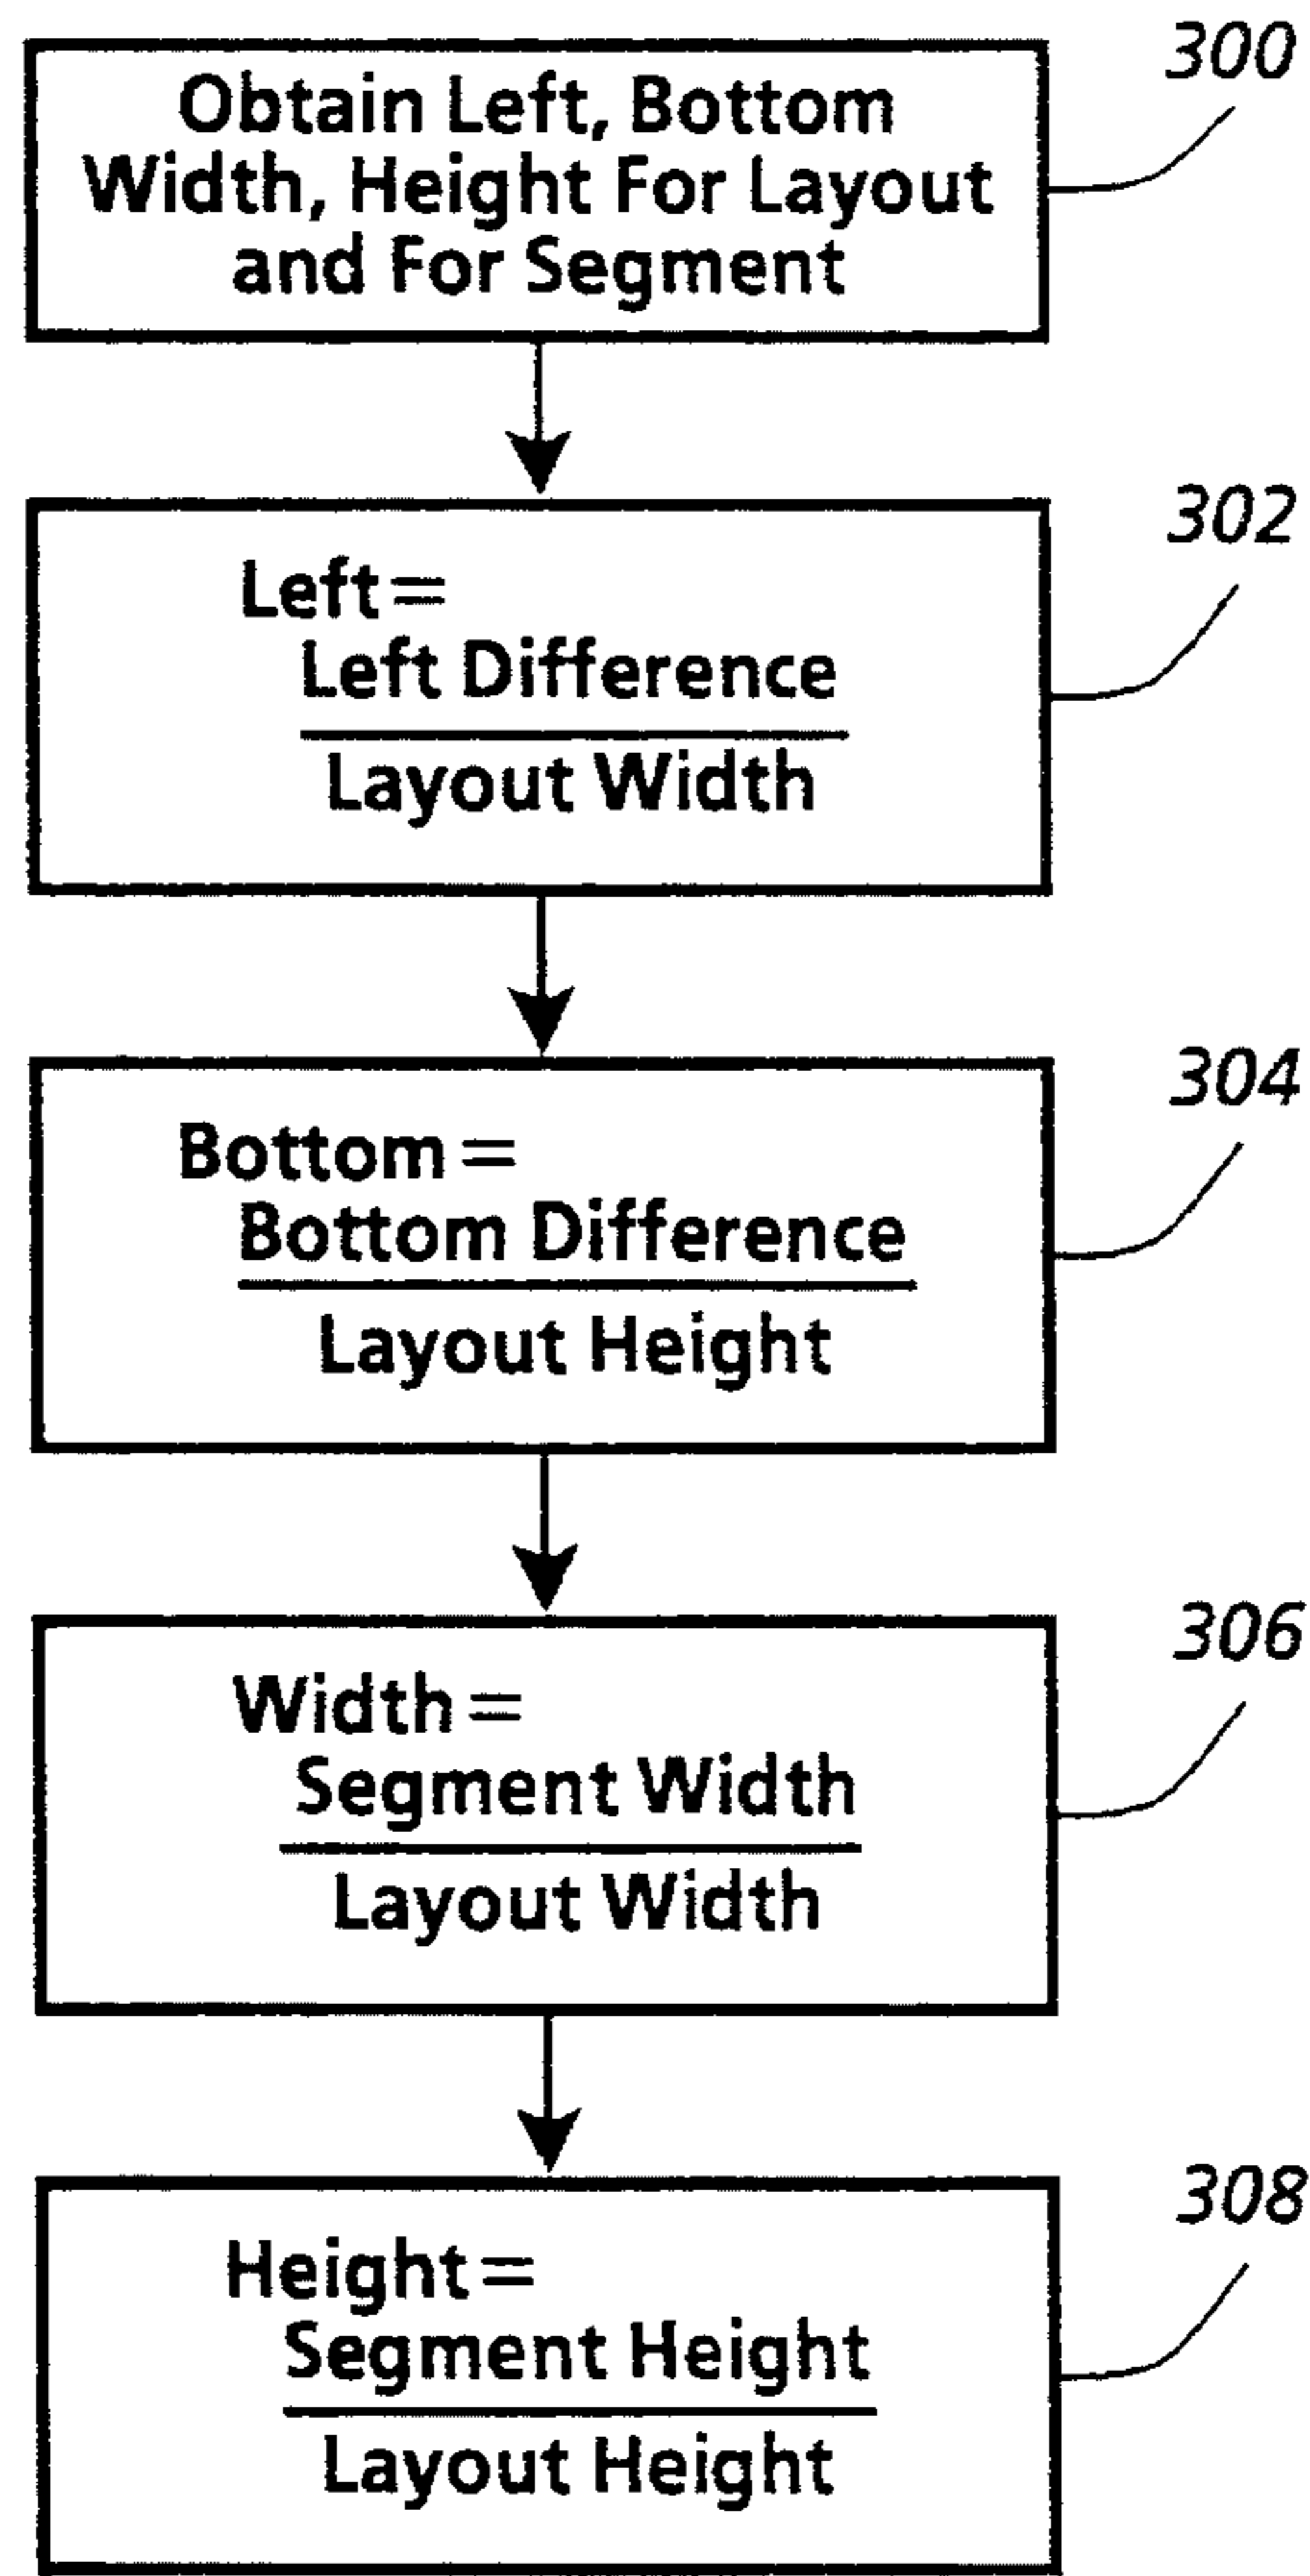 300
Obtain Left, Bottom
Width, Height For Layout
and For Segment
302
Left=
Left Difference
Layout Width
304
Bottom=
Bottom Difference
Layout Height
306
Width=
Segment Width
Layout Width
308
Height=
Segment Height
Layout Height